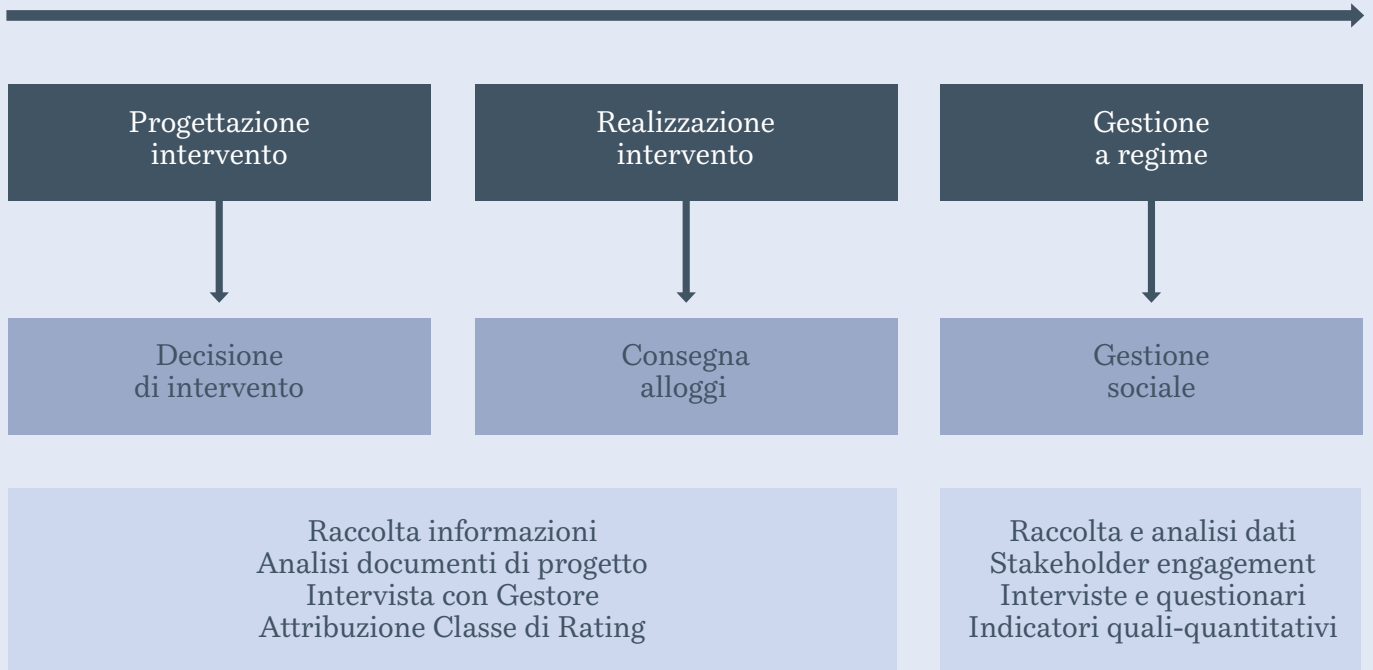 Progettazione
intervento
Realizzazione
intervento
Gestione
a regime
Decisione
di intervento
Consegna
alloggi
Gestione
sociale
Raccolta informazioni
Analisi documenti di progetto
Intervista con Gestore
Attribuzione Classe di Rating
Raccolta e analisi dati
Stakeholder engagement
Interviste e questionari
Indicatori quali-quantitativi